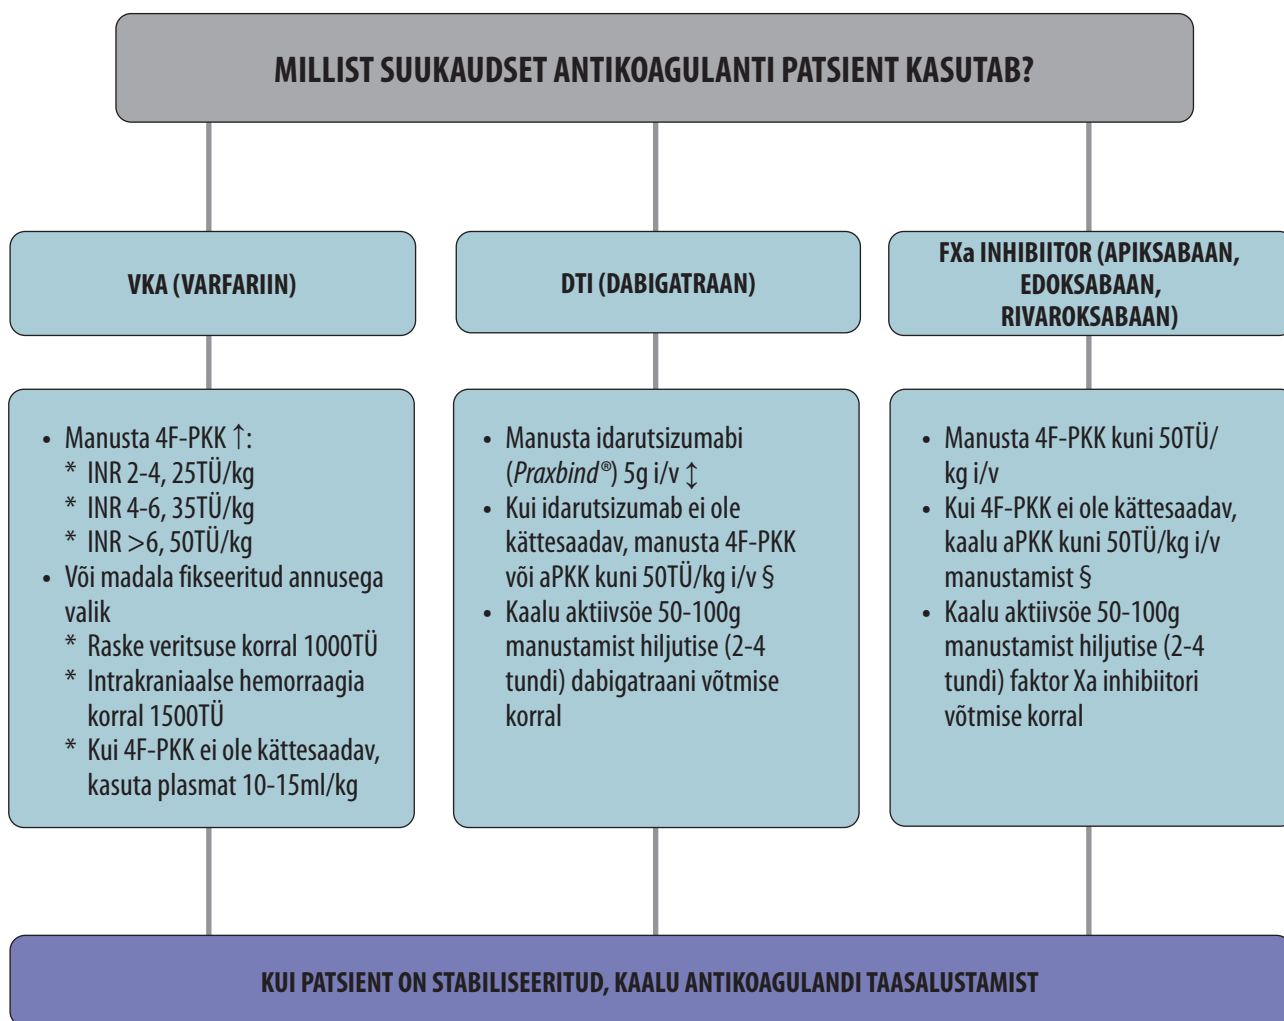 MILLIST SUUKAUDSET ANTIKOAGULANTI PATSIENT KASUTAB?
VKA (VARFARIIN)
• Manusta 4F-PKK ↑:
* INR 2-4, 25TÜ/kg
* INR 4-6, 35TÜ/kg
* INR >6, 50TÜ/kg
• Või madala fikseeritud annusega
valik
* Raske veritsuse korral 1000TÜ
* Intrakraniaalse hemorraagia
korral 1500TÜ
* Kui 4F-PKK ei ole kättesaadav,
kasuta plasmat 10-15ml/kg
DTI (DABIGATRAAN)
• Manusta idarutsizumabi
(Praxbind®) 5g i/v ↕
• Kui idarutsizumab ei ole
kättesaadav, manusta 4F-PKK
või aPKK kuni 50TÜ/kg i/v §
• Kaalu aktiivsöe 50-100g
manustamist hiljutise (2-4
tundi) dabigatraani võtmise
korral
FXa INHIBIITOR (APIKSABAAN,
EDOKSABAAN,
RIVAROKSABAAN)
• Manusta 4F-PKK kuni 50TÜ/
kg i/v
• Kui 4F-PKK ei ole kättesaadav,
kaalu aPKK kuni 50TÜ/kg i/v
manustamist §
• Kaalu aktiivsöe 50-100g
manustamist hiljutise (2-4
tundi) faktor Xa inhibiitori
võtmise korral
KUI PATSIENT ON STABILISEERITUD, KAALU ANTIKOAGULANDI TAASALUSTAMIST